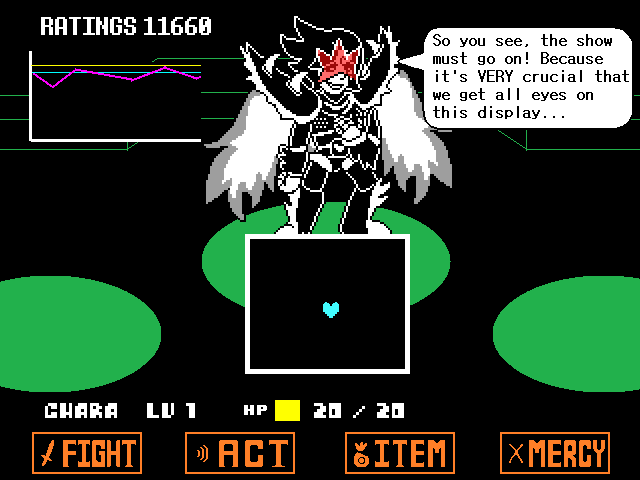 RATINGS 11660
So you see, the show
must go on! Because
it's VERY crucial that
we get all eyes on
this display...
CHARA LV 1 HP 20 / 20
FIGHT ACT ITEM MERCY